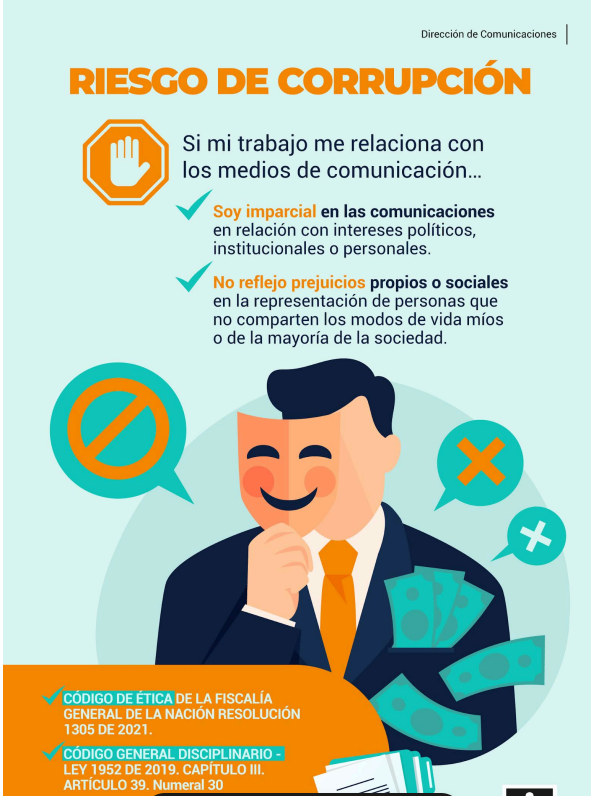 Dirección de Comunicaciones
RIESGO DE CORRUPCIÓN
Si mi trabajo me relaciona con
los medios de comunicación...
Soy imparcial en las comunicaciones
en relación con intereses políticos,
institucionales o personales.
No reflejo prejuicios propios o sociales
en la representación de personas que
no comparten los modos de vida míos
o de la mayoría de la sociedad.
CÓDIGO DE ÉTICA DE LA FISCALÍA
GENERAL DE LA NACIÓN RESOLUCIÓN
1305 DE 2021.
CÓDIGO GENERAL DISCIPLINARIO -
LEY 1952 DE 2019. CAPÍTULO III.
ARTÍCULO 39. Numeral 30